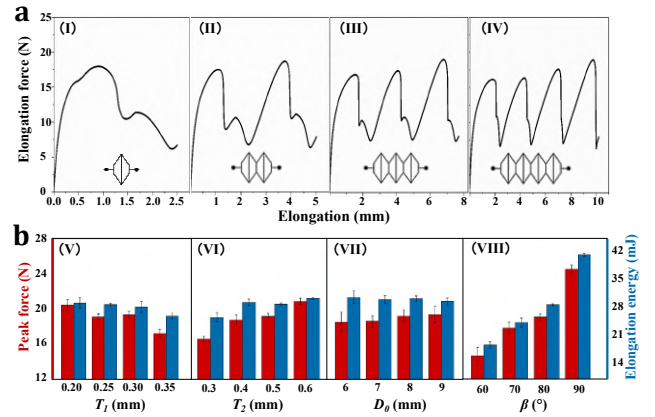 a
(I) (II) (III) (IV)
Elongation force (N)
25
20
15
10
5
0
0.0 0.5 1.0 1.5 2.0 2.5 1 2 3 4 5 2 4 6 8 2 4 6 8 10
Elongation (mm)
b
(V) (VI) (VII) (VIII)
Peak force (N)
28
24
20
16
12
Elongation energy (mJ)
42
35
28
21
14
0.20 0.25 0.30 0.35 0.3 0.4 0.5 0.6 6 7 8 9 60 70 80 90
T1 (mm) T2 (mm) D0 (mm) β (°)